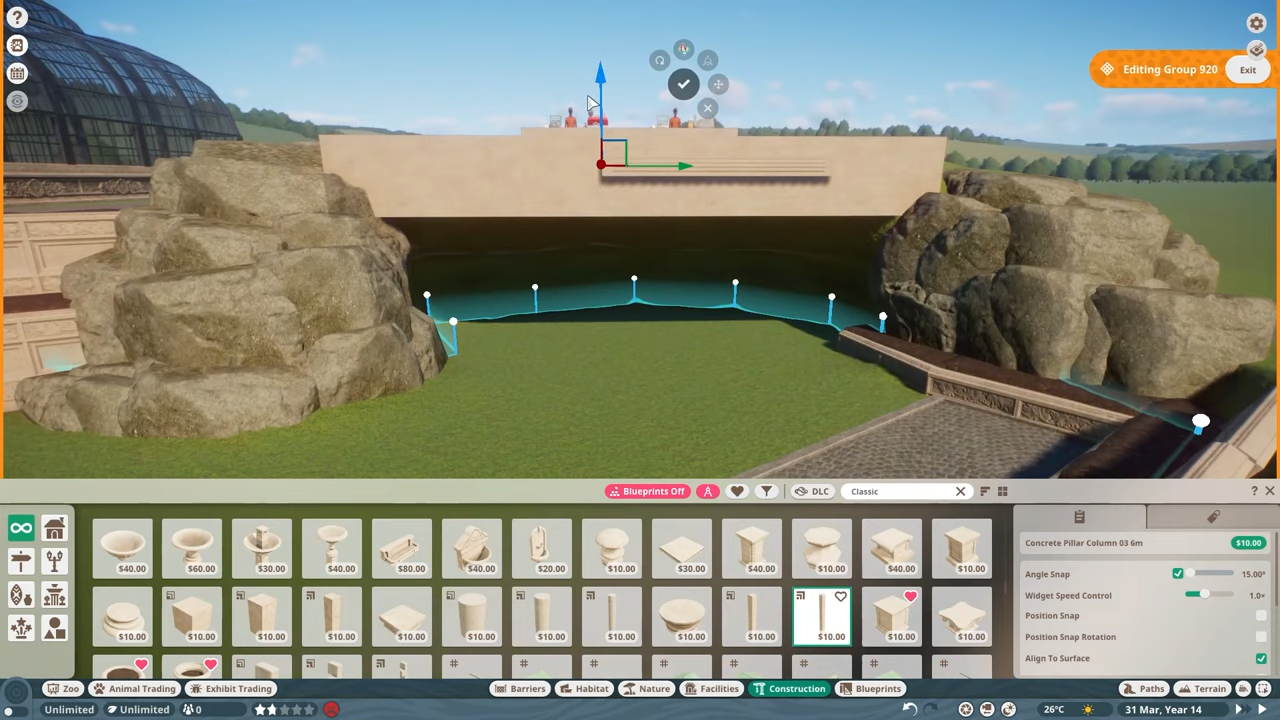 ?
Editing Group 920
Exit
Blueprints Off
DLC
Classic
?
$40.00
$60.00
$30.00
$40.00
$80.00
$40.00
$20.00
$10.00
$30.00
$40.00
$10.00
$40.00
$10.00
$10.00
$10.00
$10.00
$10.00
$10.00
$10.00
$10.00
$10.00
$10.00
$10.00
$10.00
$10.00
$10.00
Concrete Pillar Column 03 6m
$10.00
Angle Snap
15.00°
Widget Speed Control
1.0×
Position Snap
Position Snap Rotation
Align To Surface
Zoo
Animal Trading
Exhibit Trading
Barriers
Habitat
Nature
Facilities
Construction
Blueprints
Paths
Terrain
Unlimited
Unlimited
0
26°C
31 Mar, Year 14